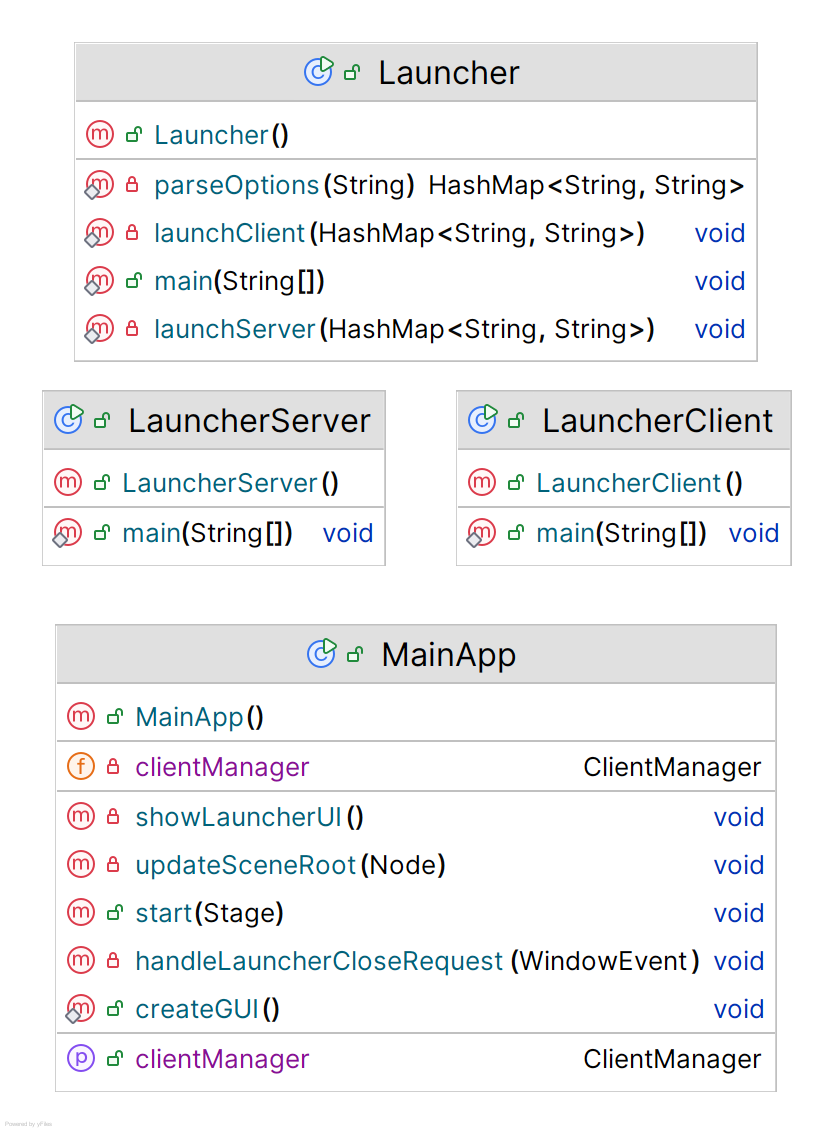 Launcher
Launcher()
parseOptions(String) HashMap<String, String>
launchClient(HashMap<String, String>) void
main(String[]) void
launchServer(HashMap<String, String>) void
LauncherServer
LauncherServer()
main(String[]) void
LauncherClient
LauncherClient()
main(String[]) void
MainApp
MainApp()
f clientManager ClientManager
showLauncherUI() void
updateSceneRoot(Node) void
start(Stage) void
handleLauncherCloseRequest(WindowEvent) void
createGUI() void
p clientManager ClientManager
Powered by yFiles